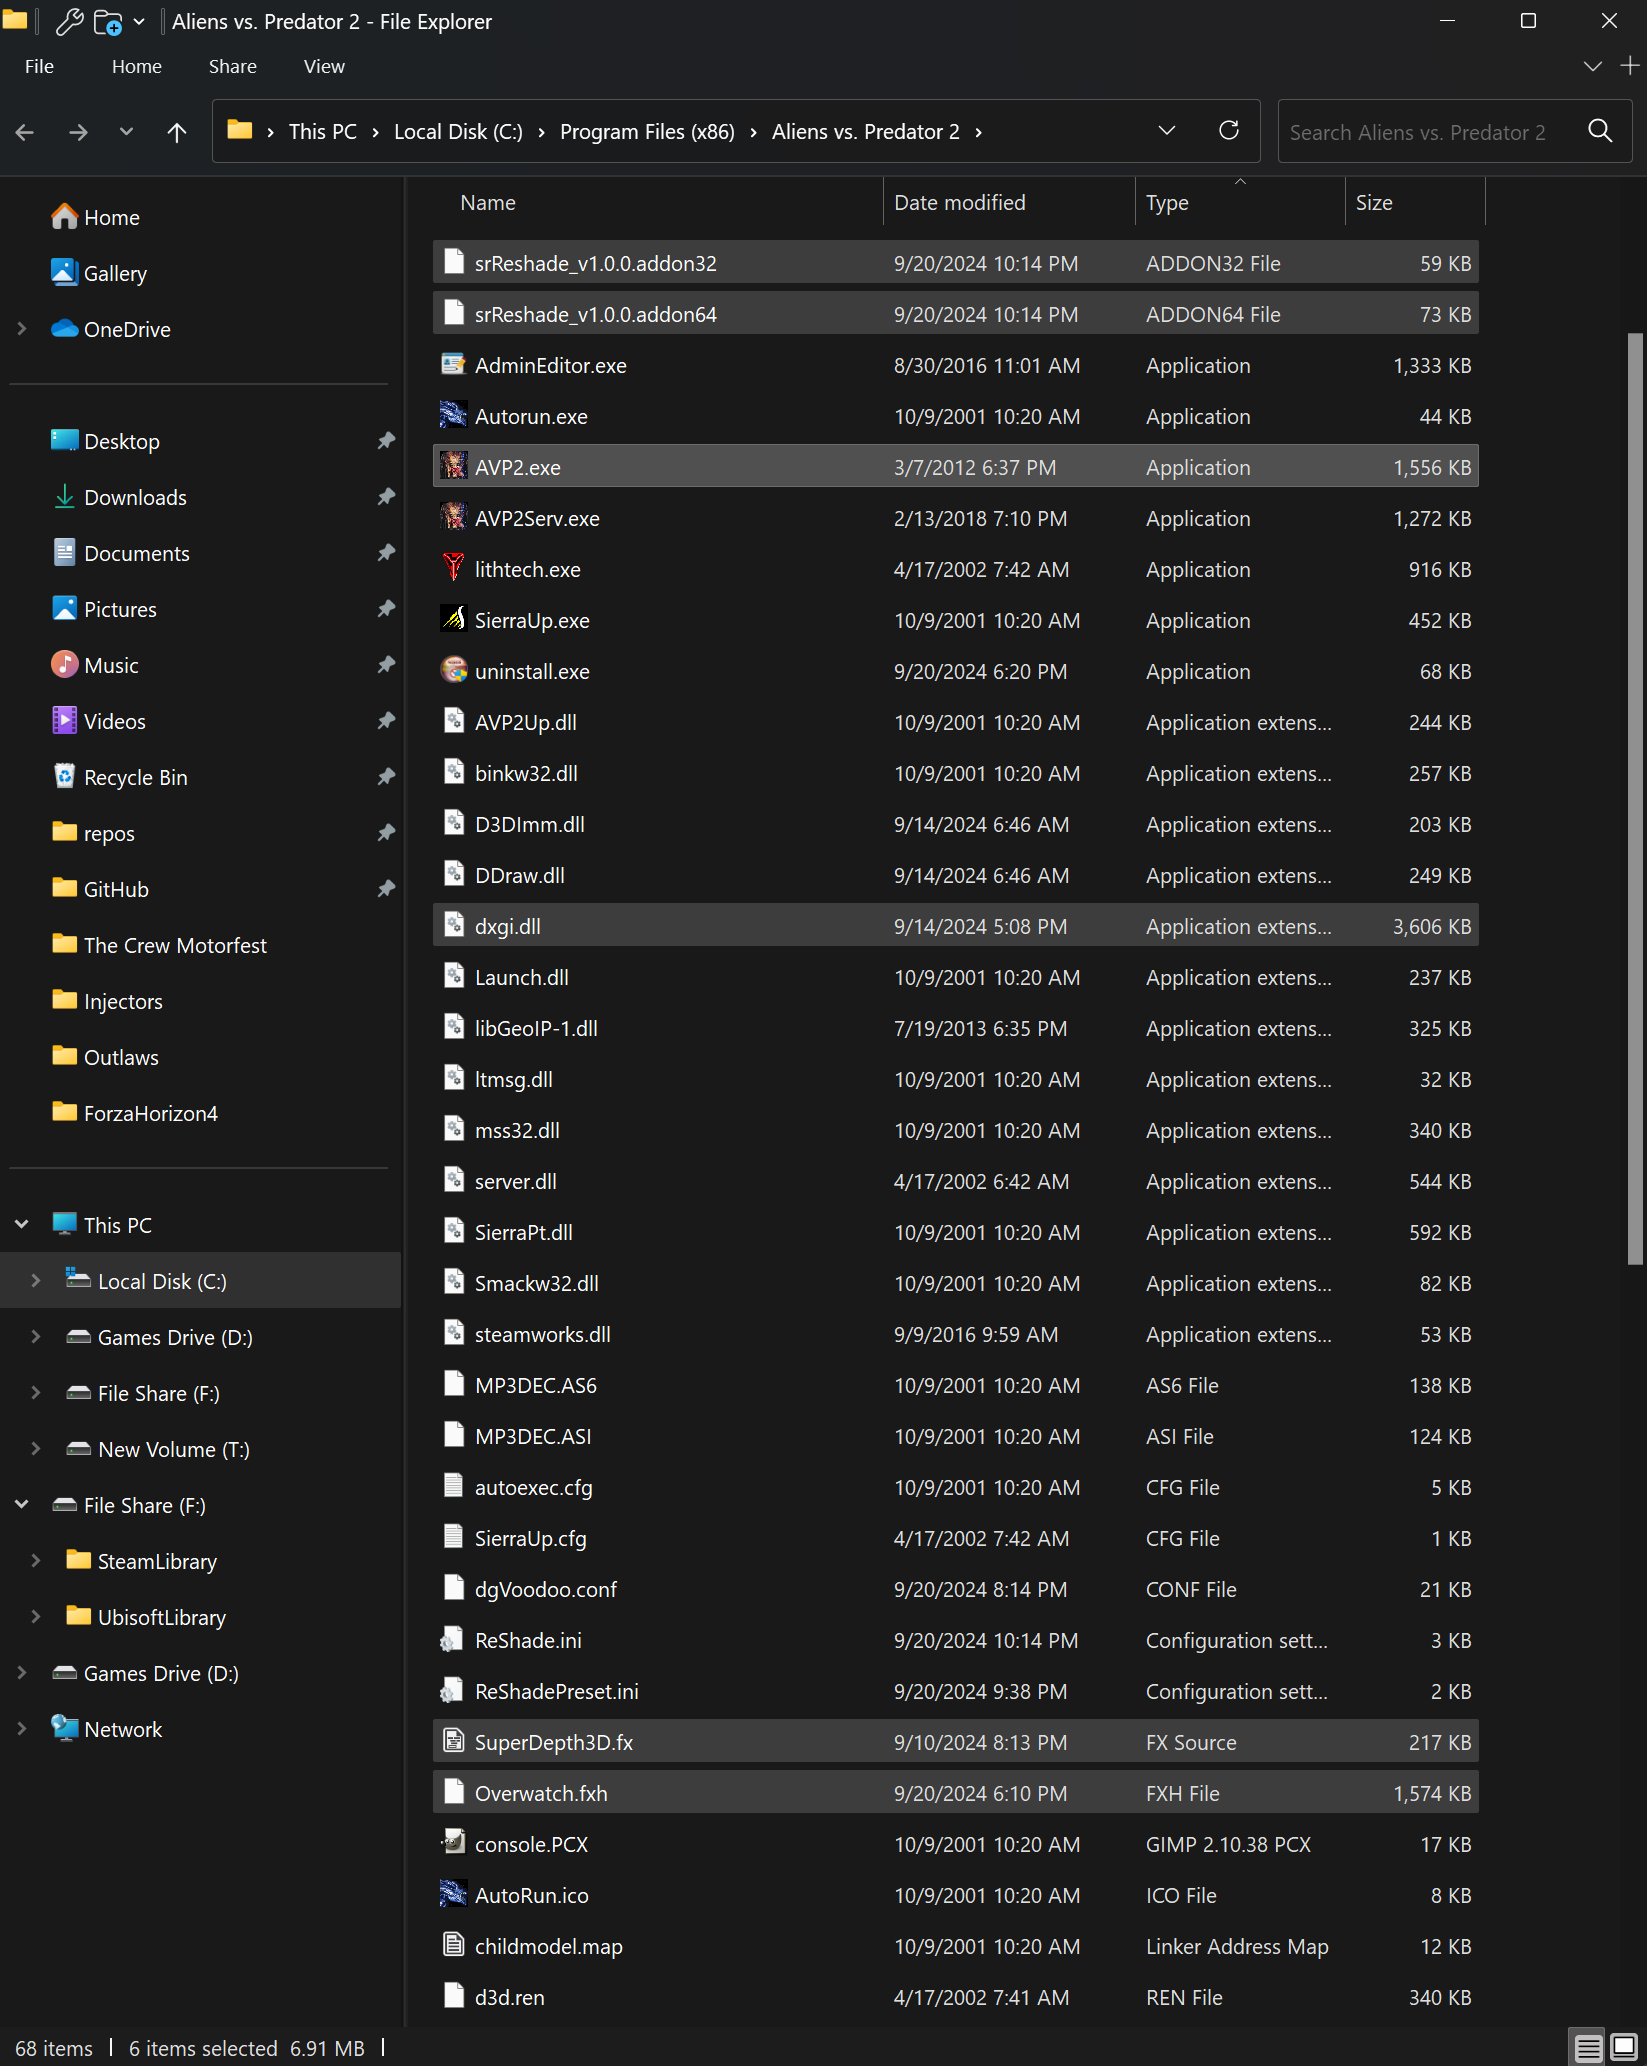 Aliens vs. Predator 2 - File Explorer
File Home Share View
This PC Local Disk (C:) Program Files (x86) Aliens vs. Predator 2 Search Aliens vs. Predator 2
Home
Gallery
OneDrive
Desktop
Downloads
Documents
Pictures
Music
Videos
Recycle Bin
repos
GitHub
The Crew Motorfest
Injectors
Outlaws
ForzaHorizon4
This PC
Local Disk (C:)
Games Drive (D:)
File Share (F:)
New Volume (T:)
File Share (F:)
SteamLibrary
UbisoftLibrary
Games Drive (D:)
Network
Name Date modified Type Size
srReshade_v1.0.0.addon32 9/20/2024 10:14 PM ADDON32 File 59 KB
srReshade_v1.0.0.addon64 9/20/2024 10:14 PM ADDON64 File 73 KB
AdminEditor.exe 8/30/2016 11:01 AM Application 1,333 KB
Autorun.exe 10/9/2001 10:20 AM Application 44 KB
AVP2.exe 3/7/2012 6:37 PM Application 1,556 KB
AVP2Serv.exe 2/13/2018 7:10 PM Application 1,272 KB
lithtech.exe 4/17/2002 7:42 AM Application 916 KB
SierraUp.exe 10/9/2001 10:20 AM Application 452 KB
uninstall.exe 9/20/2024 6:20 PM Application 68 KB
AVP2Up.dll 10/9/2001 10:20 AM Application extens... 244 KB
binkw32.dll 10/9/2001 10:20 AM Application extens... 257 KB
D3DImm.dll 9/14/2024 6:46 AM Application extens... 203 KB
DDraw.dll 9/14/2024 6:46 AM Application extens... 249 KB
dxgi.dll 9/14/2024 5:08 PM Application extens... 3,606 KB
Launch.dll 10/9/2001 10:20 AM Application extens... 237 KB
libGeoIP-1.dll 7/19/2013 6:35 PM Application extens... 325 KB
ltmsg.dll 10/9/2001 10:20 AM Application extens... 32 KB
mss32.dll 10/9/2001 10:20 AM Application extens... 340 KB
server.dll 4/17/2002 6:42 AM Application extens... 544 KB
SierraPt.dll 10/9/2001 10:20 AM Application extens... 592 KB
Smackw32.dll 10/9/2001 10:20 AM Application extens... 82 KB
steamworks.dll 9/9/2016 9:59 AM Application extens... 53 KB
MP3DEC.AS6 10/9/2001 10:20 AM AS6 File 138 KB
MP3DEC.ASI 10/9/2001 10:20 AM ASI File 124 KB
autoexec.cfg 10/9/2001 10:20 AM CFG File 5 KB
SierraUp.cfg 4/17/2002 7:42 AM CFG File 1 KB
dgVoodoo.conf 9/20/2024 8:14 PM CONF File 21 KB
ReShade.ini 9/20/2024 10:14 PM Configuration sett... 3 KB
ReShadePreset.ini 9/20/2024 9:38 PM Configuration sett... 2 KB
SuperDepth3D.fx 9/10/2024 8:13 PM FX Source 217 KB
Overwatch.fxh 9/20/2024 6:10 PM FXH File 1,574 KB
console.PCX 10/9/2001 10:20 AM GIMP 2.10.38 PCX 17 KB
AutoRun.ico 10/9/2001 10:20 AM ICO File 8 KB
childmodel.map 10/9/2001 10:20 AM Linker Address Map 12 KB
d3d.ren 4/17/2002 7:41 AM REN File 340 KB
68 items 6 items selected 6.91 MB